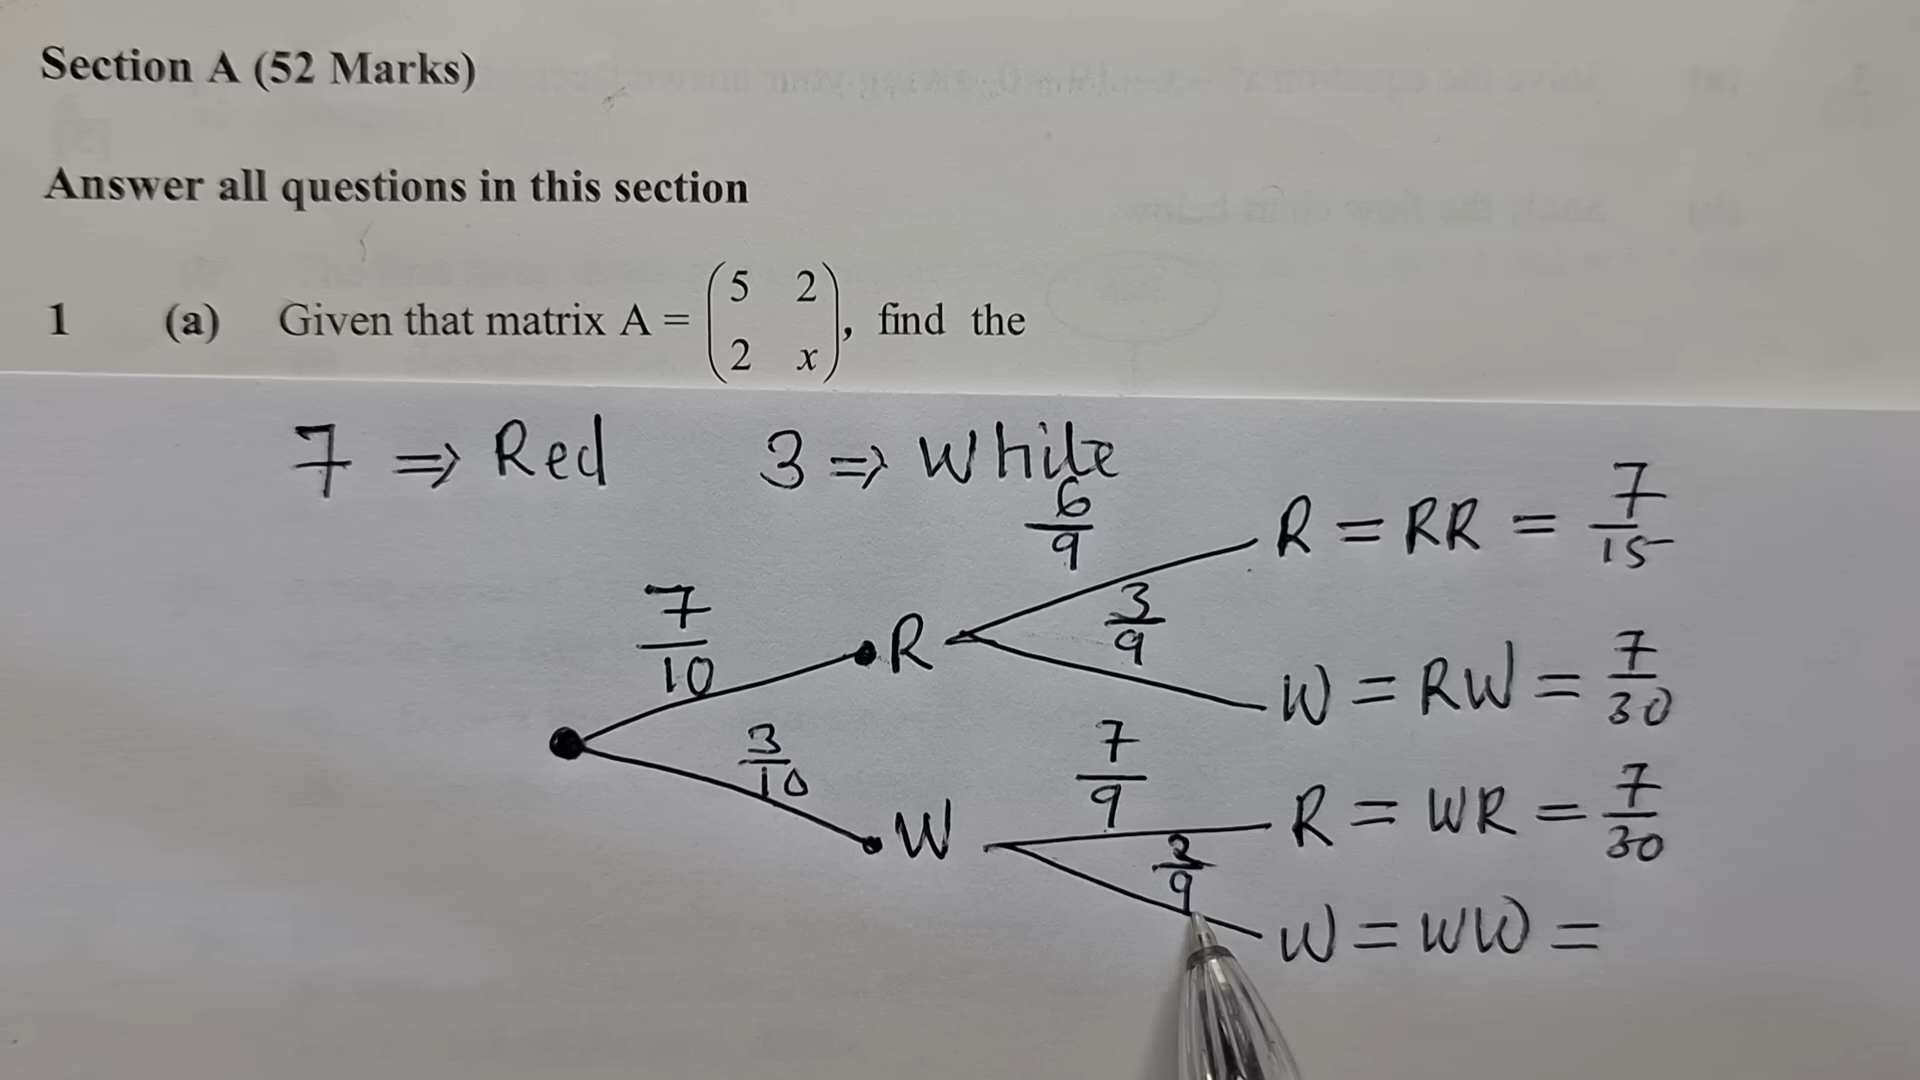 Section A (52 Marks)
Answer all questions in this section
1 (a) Given that matrix A = (5 2
2 x), find the
7 ⇒ Red 3 ⇒ White
6/9 R = RR = 7/15
7/10 R 3/9
W = RW = 7/30
3/10 7/9
W R = WR = 7/30
2/9
W = WW =